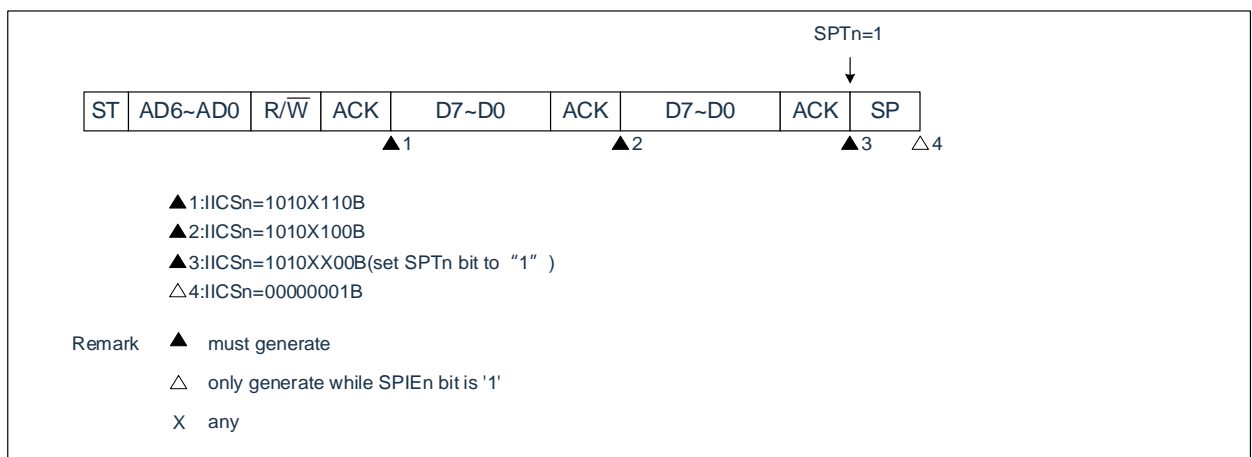 SPTn=1
ST AD6~AD0 R/W ACK D7~D0 ACK D7~D0 ACK SP
▲1 ▲2 ▲3 △4
▲1:IICSn=1010X110B
▲2:IICSn=1010X100B
▲3:IICSn=1010XX00B(set SPTn bit to “1” )
△4:IICSn=00000001B
Remark ▲ must generate
△ only generate while SPIEn bit is '1'
X any